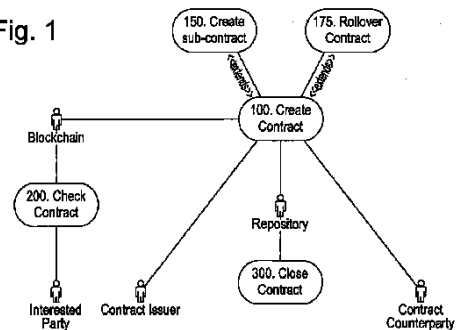 Fig. 1
150. Create
sub-contract
175. Rollover
Contract
<<extends>>
<<extends>>
100. Create
Contract
Blockchain
200. Check
Contract
Repository
300. Close
Contract
Interested
Party
Contract Issuer
Contract
Counterparty